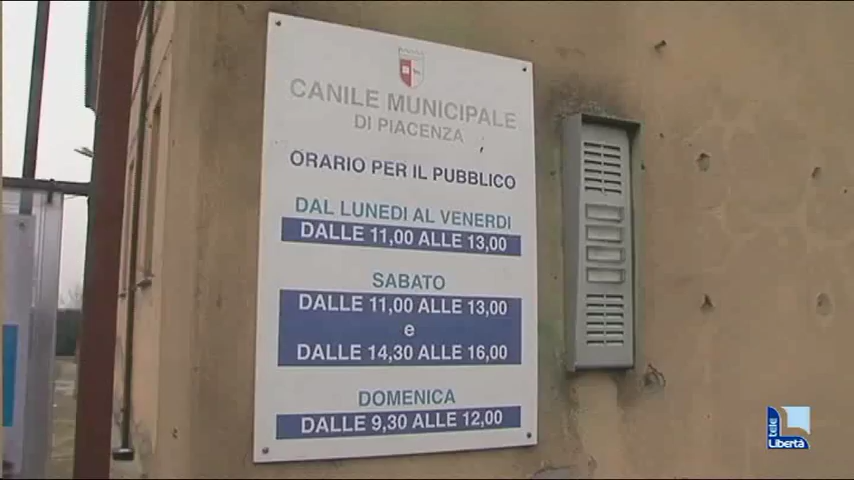 CANILE MUNICIPALE
DI PIACENZA
ORARIO PER IL PUBBLICO
DAL LUNEDI AL VENERDI
DALLE 11,00 ALLE 13,00
SABATO
DALLE 11,00 ALLE 13,00
e
DALLE 14,30 ALLE 16,00
DOMENICA
DALLE 9,30 ALLE 12,00
tele
Libertà